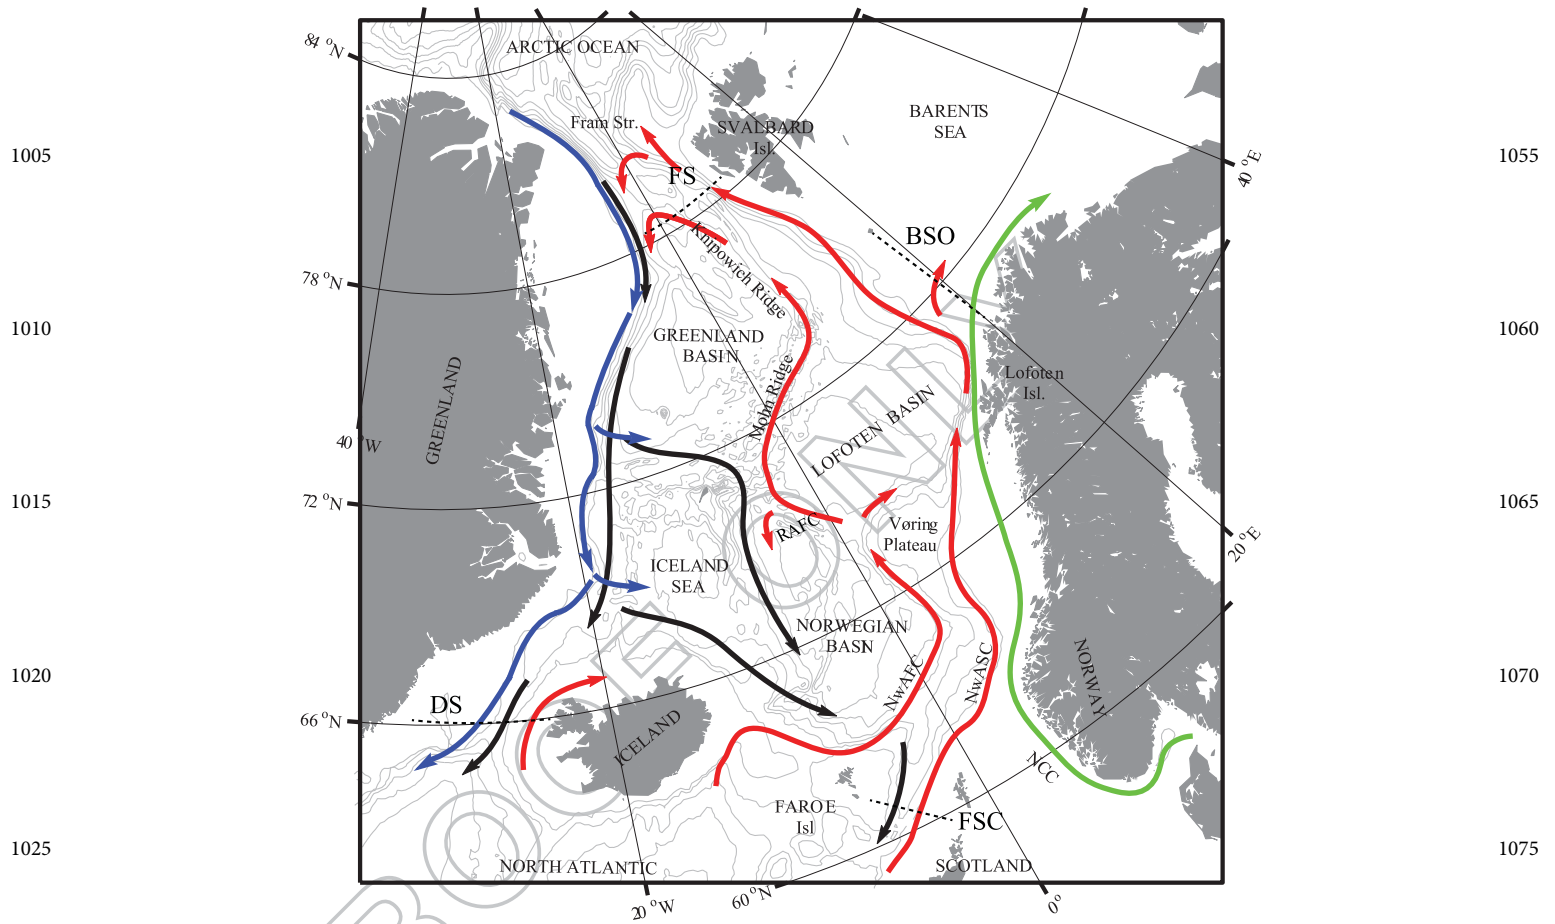 84 °N
ARCTIC OCEAN
Fram Str.
SVALBARD
Isl.
BARENTS
SEA
1005
1055
40 °E
FS
BSO
Knipowich Ridge
78 °N
1010
1060
GREENLAND
BASIN
Lofoten
Isl.
GREENLAND
Mohn Ridge
LOFOTEN BASIN
40 °W
72 °N
1015
1065
RAFC
Vøring
Plateau
20 °E
ICELAND
SEA
NORWEGIAN
BASIN
NwAFC
NwASC
NORWAY
1020
1070
DS
66 °N
ICELAND
NCC
FAROE
Isl
FSC
1025
1075
NORTH ATLANTIC
SCOTLAND
20 °W
60 °N
0°